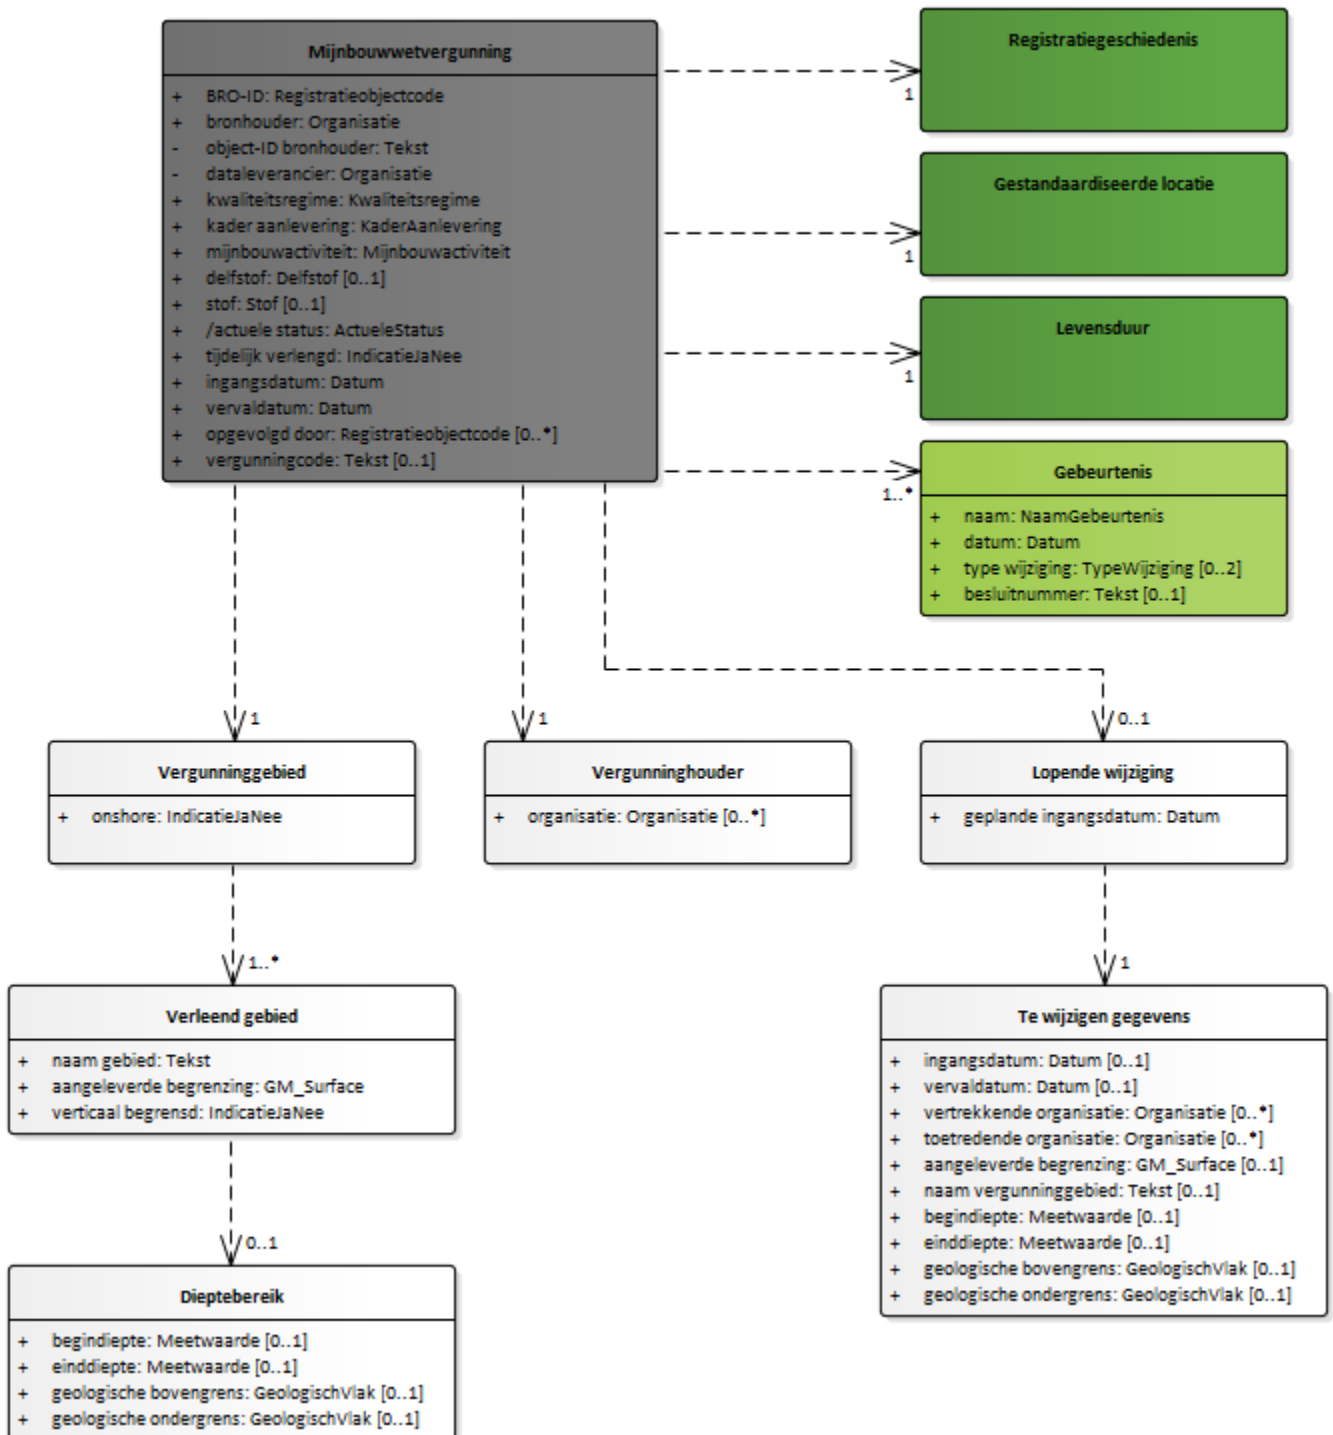 Mijnbouwwetvergunning
+ BRO-ID: Registratieobjectcode
+ bronhouder: Organisatie
- object-ID bronhouder: Tekst
- dataleverancier: Organisatie
+ kwaliteitsregime: Kwaliteitsregime
+ kader aanlevering: KaderAanlevering
+ mijnbouwactiviteit: Mijnbouwactiviteit
+ delfstof: Delfstof [0..1]
+ stof: Stof [0..1]
+ /actuele status: ActueleStatus
+ tijdelijk verlengd: IndicatieJaNee
+ ingangsdatum: Datum
+ vervaldatum: Datum
+ opgevolgd door: Registratieobjectcode [0..*]
+ vergunningcode: Tekst [0..1]
Registratiegeschiedenis
1
Gestandaardiseerde locatie
1
Levensduur
1
Gebeurtenis
1..*
+ naam: NaamGebeurtenis
+ datum: Datum
+ type wijziging: TypeWijziging [0..2]
+ besluitnummer: Tekst [0..1]
1
Vergunninggebied
+ onshore: IndicatieJaNee
1
Vergunninghouder
+ organisatie: Organisatie [0..*]
0..1
Lopende wijziging
+ geplande ingangsdatum: Datum
1..*
Verleend gebied
+ naam gebied: Tekst
+ aangeleverde begrenzing: GM_Surface
+ verticaal begrensd: IndicatieJaNee
0..1
Dieptebereik
+ begindiepte: Meetwaarde [0..1]
+ einddiepte: Meetwaarde [0..1]
+ geologische bovengrens: GeologischVlak [0..1]
+ geologische ondergrens: GeologischVlak [0..1]
1
Te wijzigen gegevens
+ ingangsdatum: Datum [0..1]
+ vervaldatum: Datum [0..1]
+ vertrekkende organisatie: Organisatie [0..*]
+ toetredende organisatie: Organisatie [0..*]
+ aangeleverde begrenzing: GM_Surface [0..1]
+ naam vergunninggebied: Tekst [0..1]
+ begindiepte: Meetwaarde [0..1]
+ einddiepte: Meetwaarde [0..1]
+ geologische bovengrens: GeologischVlak [0..1]
+ geologische ondergrens: GeologischVlak [0..1]